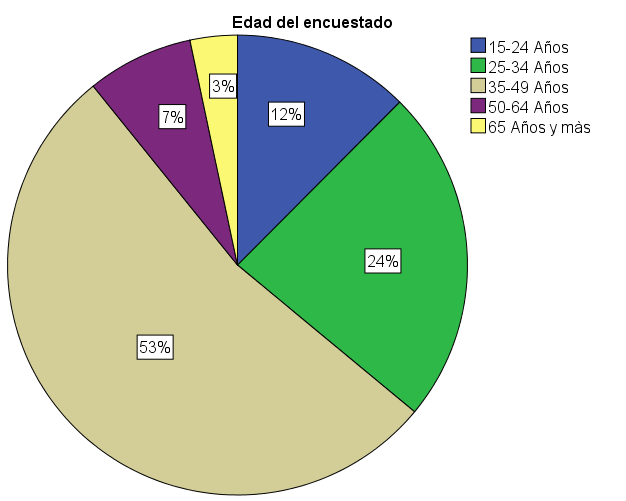 Edad del encuestado
15-24 Años
25-34 Años
35-49 Años
50-64 Años
65 Años y màs
3%
7%
12%
24%
53%